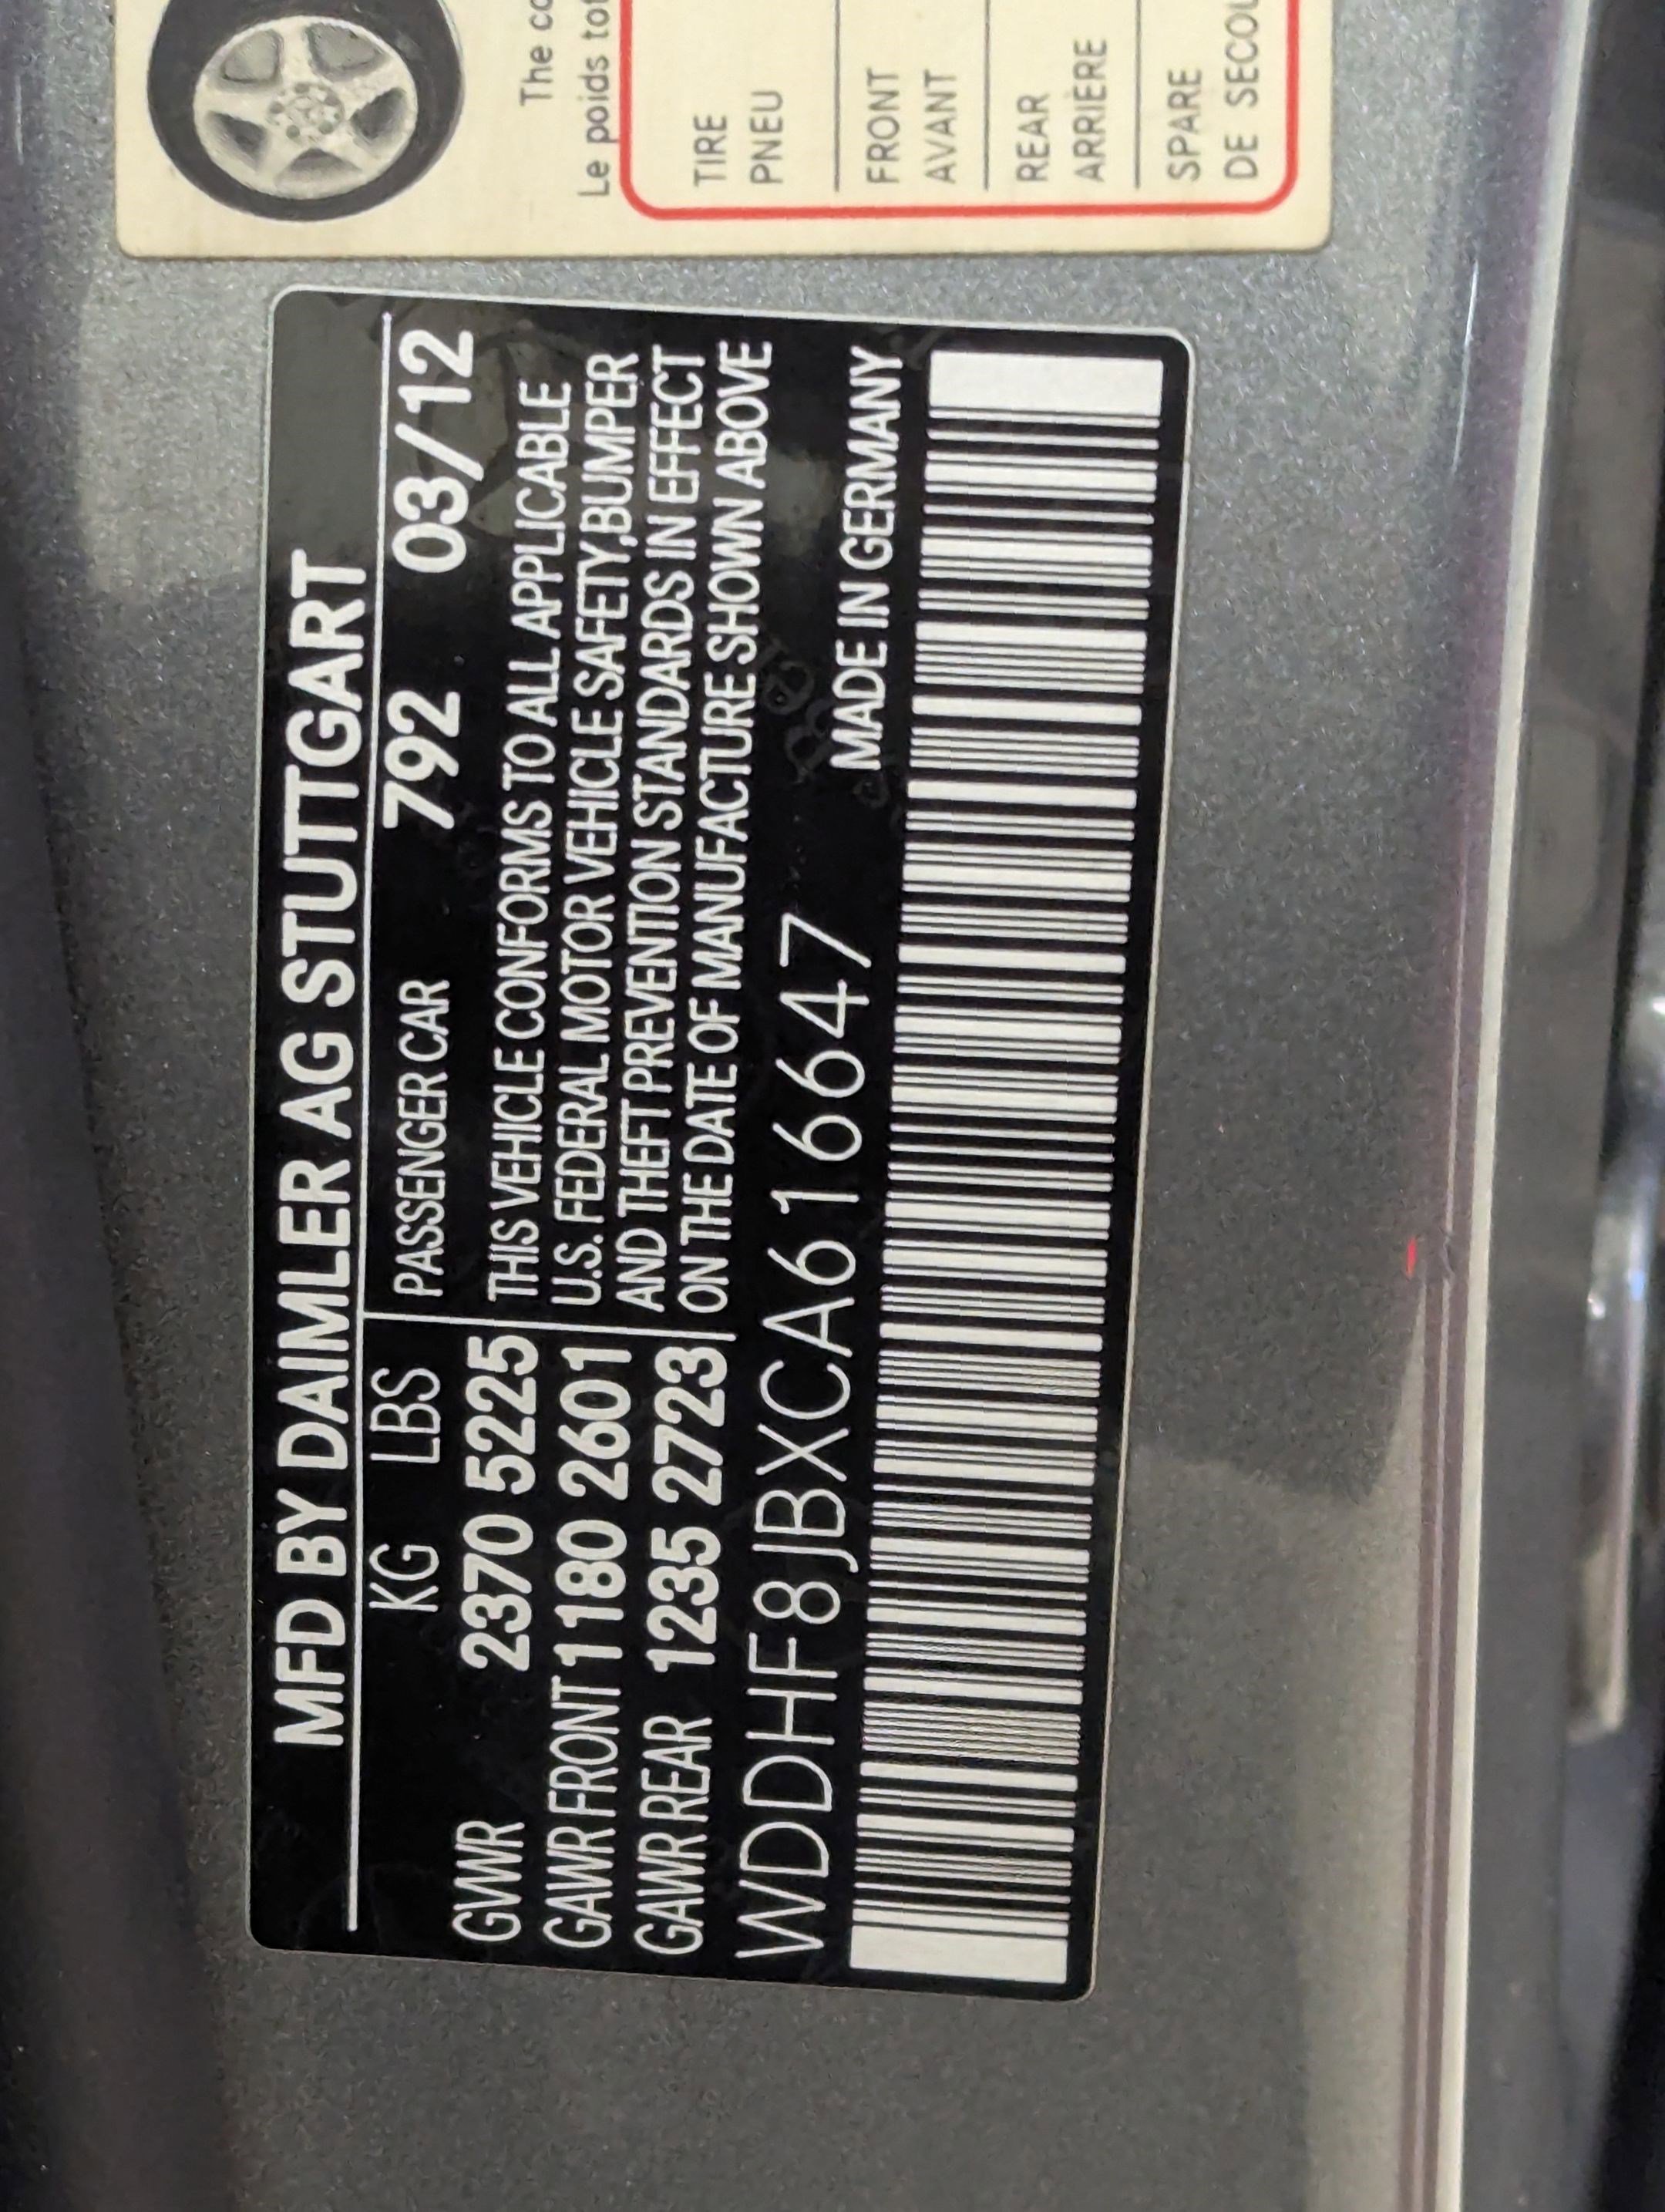 MFD BY DAIMLER AG STUTTGART
KG LBS PASSENGER CAR 792 03/12
GVWR 2370 5225
GAWR FRONT 1180 2601
GAWR REAR 1235 2723
THIS VEHICLE CONFORMS TO ALL APPLICABLE
U.S. FEDERAL MOTOR VEHICLE SAFETY,BUMPER
AND THEFT PREVENTION STANDARDS IN EFFECT
ON THE DATE OF MANUFACTURE SHOWN ABOVE
WDDHF8JBXCA616647
MADE IN GERMANY
The
Le poids
TIRE
PNEU
FRONT
AVANT
REAR
ARRIÈRE
SPARE
DE